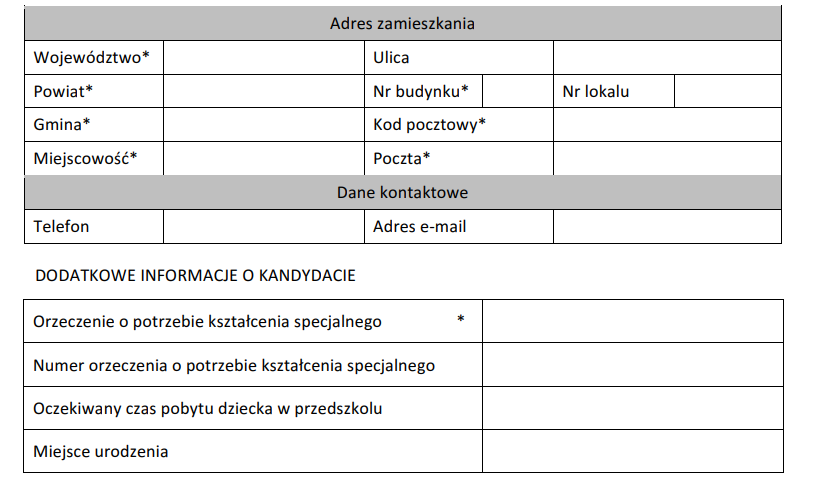 Adres zamieszkania
Województwo* Ulica
Powiat* Nr budynku* Nr lokalu
Gmina* Kod pocztowy*
Miejscowość* Poczta*
Dane kontaktowe
Telefon Adres e-mail
DODATKOWE INFORMACJE O KANDYDACIE
Orzeczenie o potrzebie kształcenia specjalnego *
Numer orzeczenia o potrzebie kształcenia specjalnego
Oczekiwany czas pobytu dziecka w przedszkolu
Miejsce urodzenia